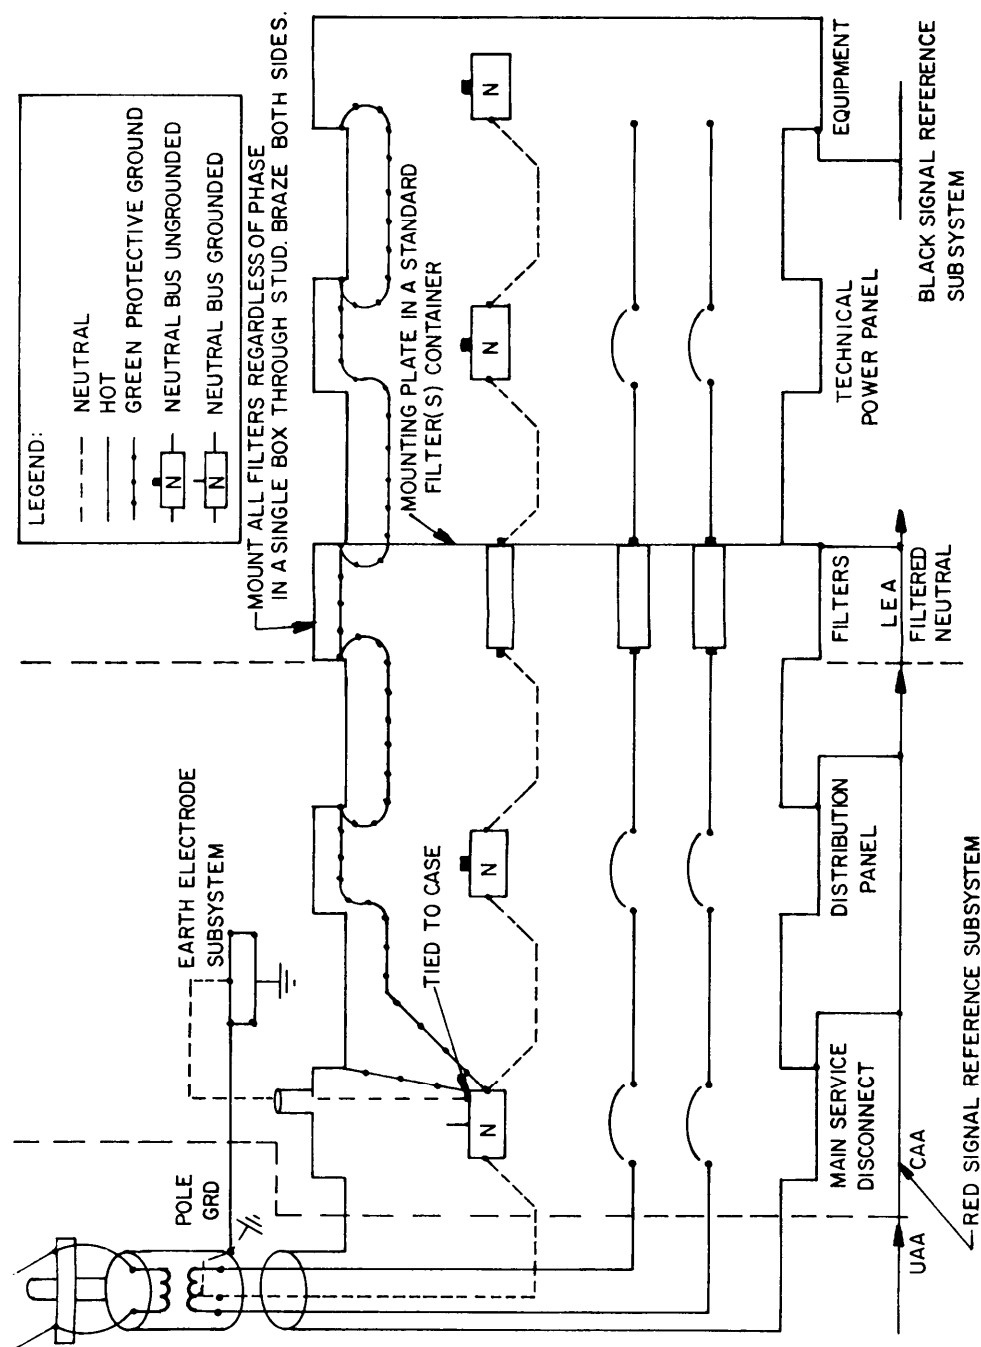 LEGEND:
NEUTRAL
HOT
GREEN PROTECTIVE GROUND
N
NEUTRAL BUS UNGROUNDED
N
NEUTRAL BUS GROUNDED
MOUNT ALL FILTERS REGARDLESS OF PHASE
IN A SINGLE BOX THROUGH STUD. BRAZE BOTH SIDES.
MOUNTING PLATE IN A STANDARD
FILTER(S) CONTAINER
EARTH ELECTRODE
SUBSYSTEM
POLE
GRD
TIED TO CASE
N
N
N
N
MAIN SERVICE
DISCONNECT
DISTRIBUTION
PANEL
FILTERS
TECHNICAL
POWER PANEL
EQUIPMENT
UAA
CAA
LEA
FILTERED
NEUTRAL
BLACK SIGNAL REFERENCE
SUBSYSTEM
RED SIGNAL REFERENCE SUBSYSTEM